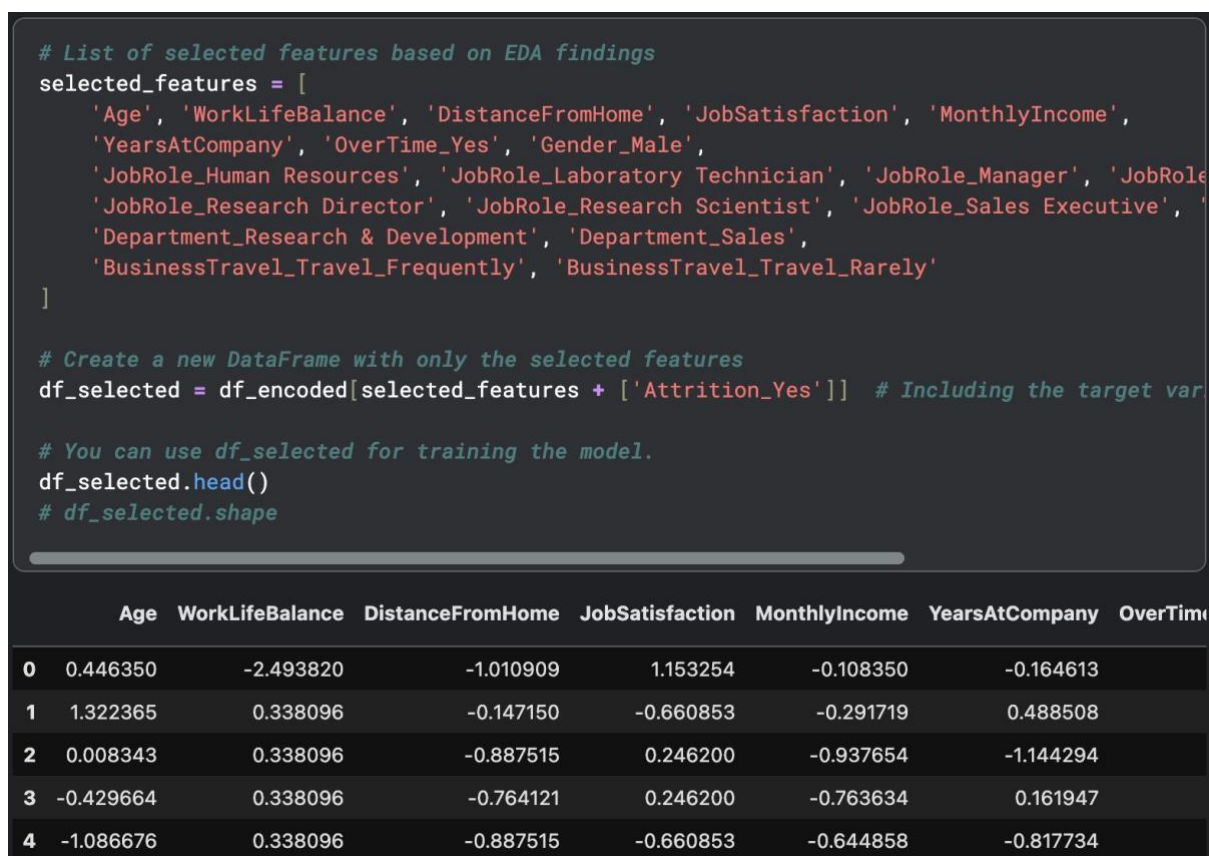 # List of selected features based on EDA findings
selected_features = [
    'Age', 'WorkLifeBalance', 'DistanceFromHome', 'JobSatisfaction', 'MonthlyIncome',
    'YearsAtCompany', 'OverTime_Yes', 'Gender_Male',
    'JobRole_Human Resources', 'JobRole_Laboratory Technician', 'JobRole_Manager', 'JobRole
    'JobRole_Research Director', 'JobRole_Research Scientist', 'JobRole_Sales Executive', '
    'Department_Research & Development', 'Department_Sales',
    'BusinessTravel_Travel_Frequently', 'BusinessTravel_Travel_Rarely'
]
# Create a new DataFrame with only the selected features
df_selected = df_encoded[selected_features + ['Attrition_Yes']]  # Including the target var
# You can use df_selected for training the model.
df_selected.head()
# df_selected.shape
Age WorkLifeBalance DistanceFromHome JobSatisfaction MonthlyIncome YearsAtCompany OverTime
0 0.446350 -2.493820 -1.010909 1.153254 -0.108350 -0.164613
1 1.322365 0.338096 -0.147150 -0.660853 -0.291719 0.488508
2 0.008343 0.338096 -0.887515 0.246200 -0.937654 -1.144294
3 -0.429664 0.338096 -0.764121 0.246200 -0.763634 0.161947
4 -1.086676 0.338096 -0.887515 -0.660853 -0.644858 -0.817734